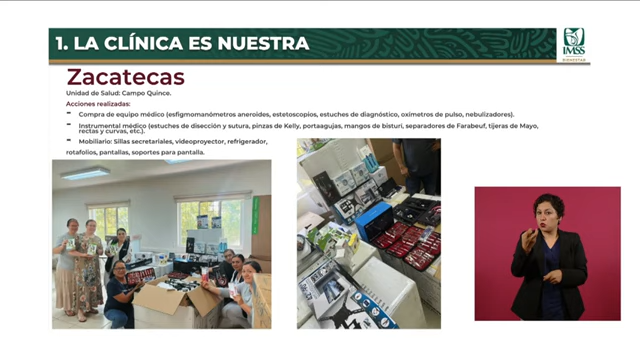 1. LA CLÍNICA ES NUESTRA
IMSS
BIENESTAR
Zacatecas
Unidad de Salud: Campo Quince.
Acciones realizadas:
- Compra de equipo médico (esfigmomanómetros aneroides, estetoscopios, estuches de diagnóstico, oxímetros de pulso, nebulizadores).
- Instrumental médico (estuches de disección y sutura, pinzas de Kelly, portaagujas, mangos de bisturí, separadores de Farabeuf, tijeras de Mayo,
rectas y curvas, etc.).
- Mobiliario: Sillas secretariales, videoproyector, refrigerador,
rotafolios, pantallas, soportes para pantalla.